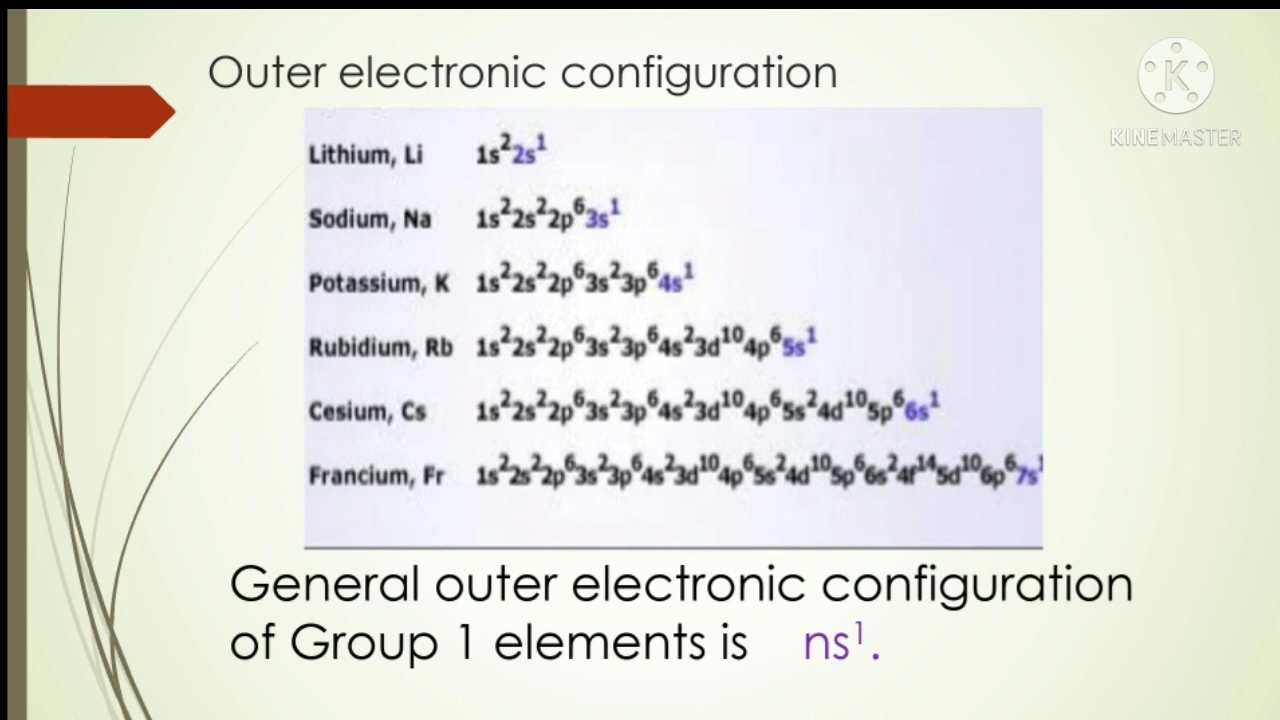 Outer electronic configuration
KINEMASTER
Lithium, Li 1s²2s¹
Sodium, Na 1s²2s²2p⁶3s¹
Potassium, K 1s²2s²2p⁶3s²3p⁶4s¹
Rubidium, Rb 1s²2s²2p⁶3s²3p⁶4s²3d¹⁰4p⁶5s¹
Cesium, Cs 1s²2s²2p⁶3s²3p⁶4s²3d¹⁰4p⁶5s²4d¹⁰5p⁶6s¹
Francium, Fr 1s²2s²2p⁶3s²3p⁶4s²3d¹⁰4p⁶5s²4d¹⁰5p⁶6s²4f¹⁴5d¹⁰6p⁶7s¹
General outer electronic configuration
of Group 1 elements is ns¹.